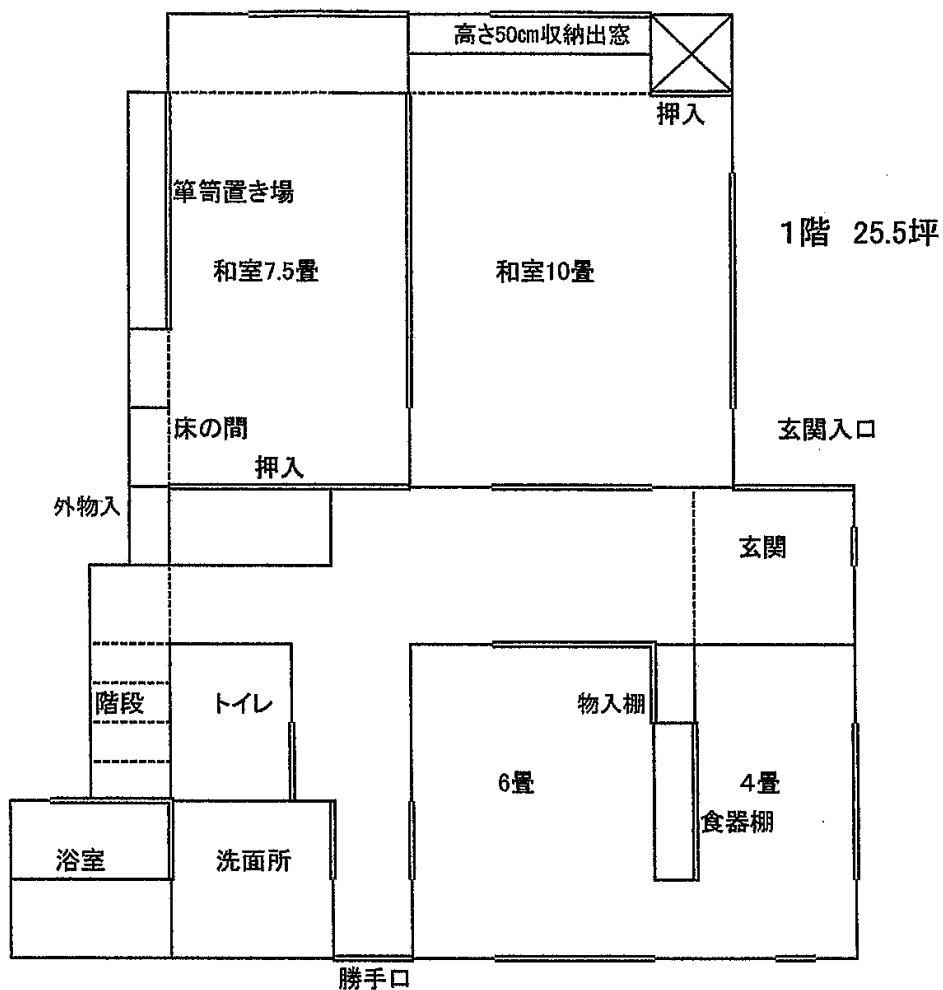 高さ50cm収納出窓
押入
箪笥置き場
1階 25.5坪
和室7.5畳
和室10畳
床の間
玄関入口
押入
外物入
玄関
階段
トイレ
物入棚
6畳
4畳
食器棚
浴室
洗面所
勝手口